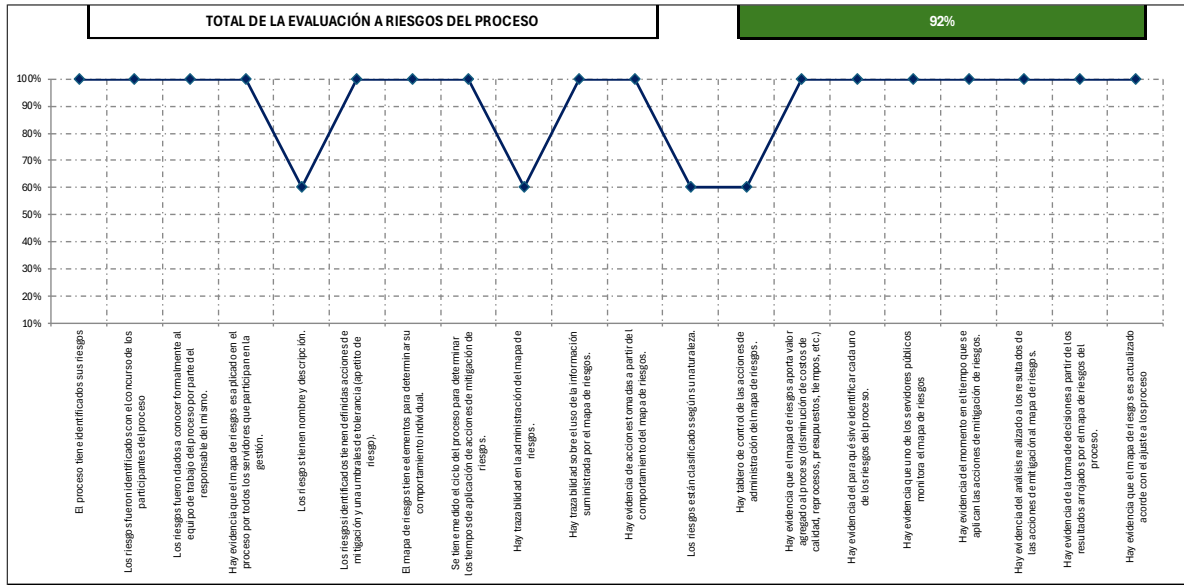 TOTAL DE LA EVALUACIÓN A RIESGOS DEL PROCESO
92%
100%
90%
80%
70%
60%
50%
40%
30%
20%
10%
El proceso tiene identificados sus riesgos
Los riesgos fueron identificados con el concurso de los
participantes del proceso
Los riesgos fueron dados a conocer formalmente al
equipo de trabajo del proceso por parte del
responsable del mismo.
Hay evidencia que el mapa de riesgos es aplicado en el
proceso por todos los servidores que participan en la
gestión.
Los riesgos tienen nombre y descripción.
Los riesgos identificados tienen definidas acciones de
mitigación y una umbrales de tolerancia (apetito de
riesgo).
El mapa de riesgos tiene elementos para determinar su
comportamiento individual.
Se tiene medido el ciclo del proceso para determinar
los tiempos de aplicación de acciones de mitigación de
riesgos.
Hay trazabilidad en la administración del mapa de
riesgos.
Hay trazabilidad sobre el uso de la información
suministrada por el mapa de riesgos.
Hay evidencia de acciones tomadas a partir del
comportamiento del mapa de riesgos.
Los riesgos están clasificados según su naturaleza.
Hay tablero de control de las acciones de
administración del mapa de riesgos.
Hay evidencia que el mapa de riesgos aporta valor
agregado al proceso (disminución de costos de
calidad, reprocesos, presupuestos, tiempos, etc.)
Hay evidencia del para qué sirve identificar cada uno
de los riesgos del proceso.
Hay evidencia que uno de los servidores públicos
monitorea el mapa de riesgos
Hay evidencia del momento en el tiempo que se
aplican las acciones de mitigación de riesgos.
Hay evidencia del análisis realizado a los resultados de
las acciones de mitigación al mapa de riesgos.
Hay evidencia de la toma de decisiones a partir de los
resultados arrojados por el mapa de riesgos del
proceso.
Hay evidencia que el mapa de riesgos es actualizado
acorde con el ajuste a los proceso